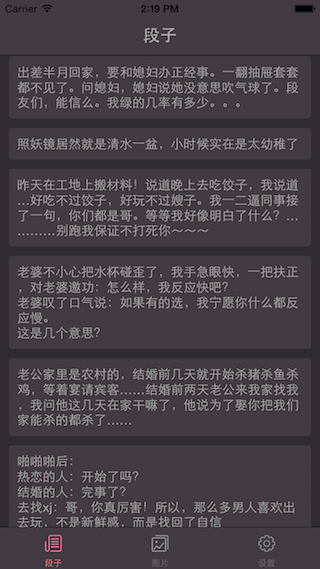 Carrier
2:19 PM
段子
出差半月回家，要和媳妇办正经事。一翻抽屉套套
都不见了。问媳妇，媳妇说她没意思吹气球了。段
友们，能信么。我绿的几率有多少。。。
照妖镜居然就是清水一盆，小时候实在是太幼稚了
昨天在工地上搬材料！说道晚上去吃饺子，我说道
…好吃不过饺子，好玩不过嫂子。我一二逼同事接
了一句，你们都是哥。等等我好像明白了什么？…
………别跑我保证不打死你～～～
老婆不小心把水杯碰歪了，我手急眼快，一把扶正
，对老婆邀功：怎么样，我反应快吧？
老婆叹了口气说：如果有的选，我宁愿你什么都反
应慢。
这是几个意思？
老公家里是农村的，结婚前几天就开始杀猪杀鱼杀
鸡，等着宴请宾客……结婚前两天老公来我家找我
，我问他这几天在家干嘛了，他说为了娶你把我们
家能杀的都杀了……
啪啪啪后：
热恋的人：开始了吗？
结婚的人：完事了？
去找xj：哥，你真厉害！所以，那么多男人喜欢出
去玩，不是新鲜感，而是找回了自信
段子
图片
设置